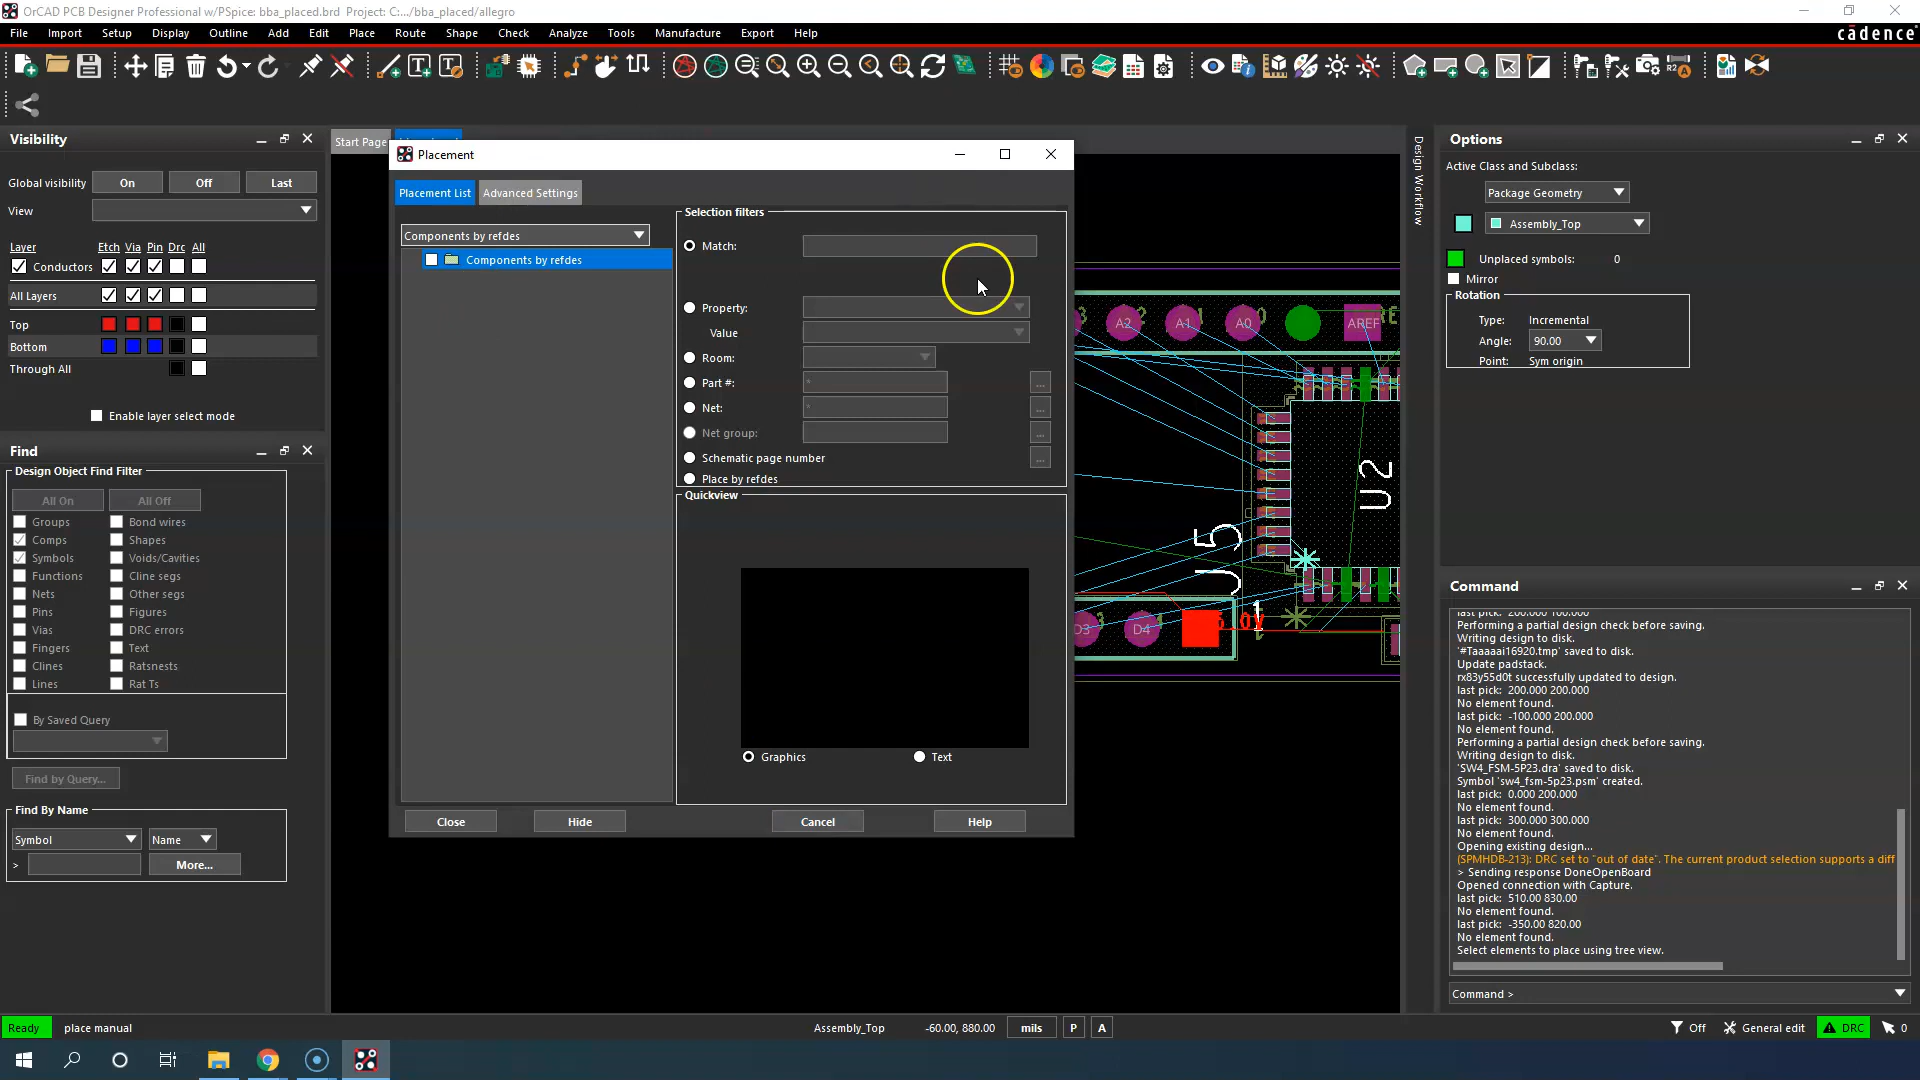 OrCAD PCB Designer Professional w/PSpice: bba_placed.brd  Project: C:.../bba_placed/allegro
File Import Setup Display Outline Add Edit Place Route Shape Check Analyze Tools Manufacture Export Help
cādence
Visibility
Global visibility On Off Last
View
Layer Etch Via Pin Drc All
Conductors
All Layers
Top
Bottom
Through All
Enable layer select mode
Find
Design Object Find Filter
All On All Off
Groups Bond wires
Comps Shapes
Symbols Voids/Cavities
Functions Cline segs
Nets Other segs
Pins Figures
Vias DRC errors
Fingers Text
Clines Ratsnests
Lines Rat Ts
By Saved Query
Find by Query...
Find By Name
Symbol Name
> More...
Start Page
Placement
Placement List Advanced Settings
Components by refdes
Components by refdes
Selection filters
Match:
Property:
Value
Room:
Part #: * ...
Net: * ...
Net group: ...
Schematic page number ...
Place by refdes
Quickview
Graphics Text
Close Hide Cancel Help
A2 A1 A0 AREF
U2
U5
D3 D4
1
Design Workflow
Options
Active Class and Subclass:
Package Geometry
Assembly_Top
Unplaced symbols: 0
Mirror
Rotation
Type: Incremental
Angle: 90.00
Point: Sym origin
Command
last pick:  200.000 100.000
Performing a partial design check before saving.
Writing design to disk.
'#Taaaaai16920.tmp' saved to disk.
Update padstack.
rx83y55d0t successfully updated to design.
last pick:  200.000 200.000
No element found.
last pick:  -100.000 200.000
No element found.
Performing a partial design check before saving.
Writing design to disk.
'SW4_FSM-5P23.dra' saved to disk.
Symbol 'sw4_fsm-5p23.psm' created.
last pick:  0.000 200.000
No element found.
last pick:  300.000 300.000
No element found.
Opening existing design...
(SPMHDB-213): DRC set to "out of date". The current product selection supports a diff
> Sending response DoneOpenBoard
Opened connection with Capture.
last pick:  510.00 830.00
No element found.
last pick:  -350.00 820.00
No element found.
Select elements to place using tree view.
Command >
Ready place manual Assembly_Top -60.00, 880.00 mils P A Off General edit DRC 0